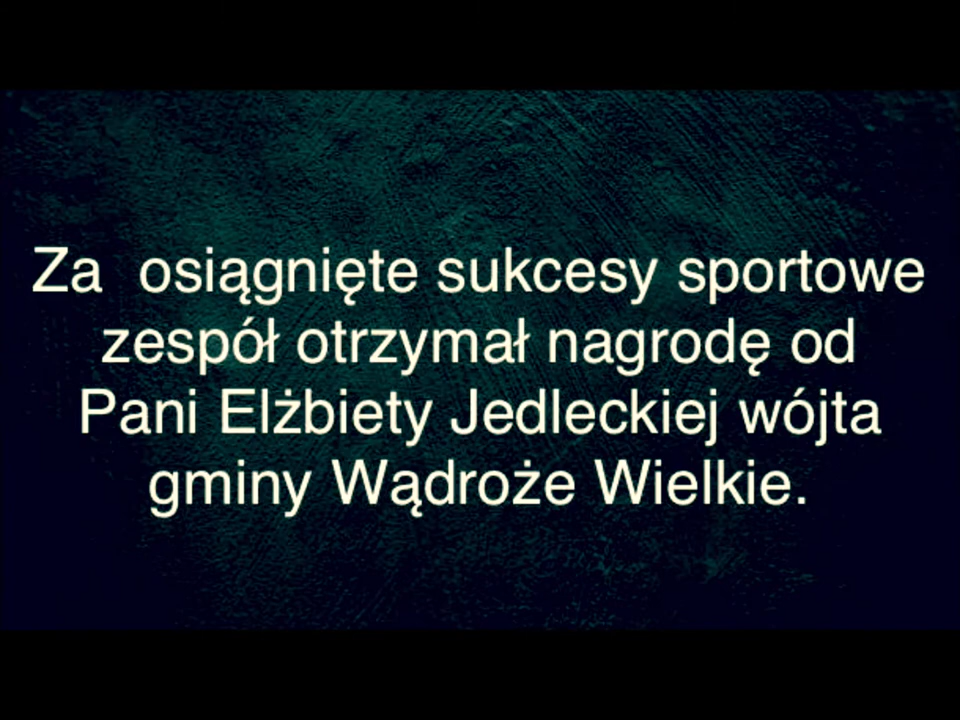 Za  osiągnięte sukcesy sportowe
zespół otrzymał nagrodę od
Pani Elżbiety Jedleckiej wójta
gminy Wądroże Wielkie.